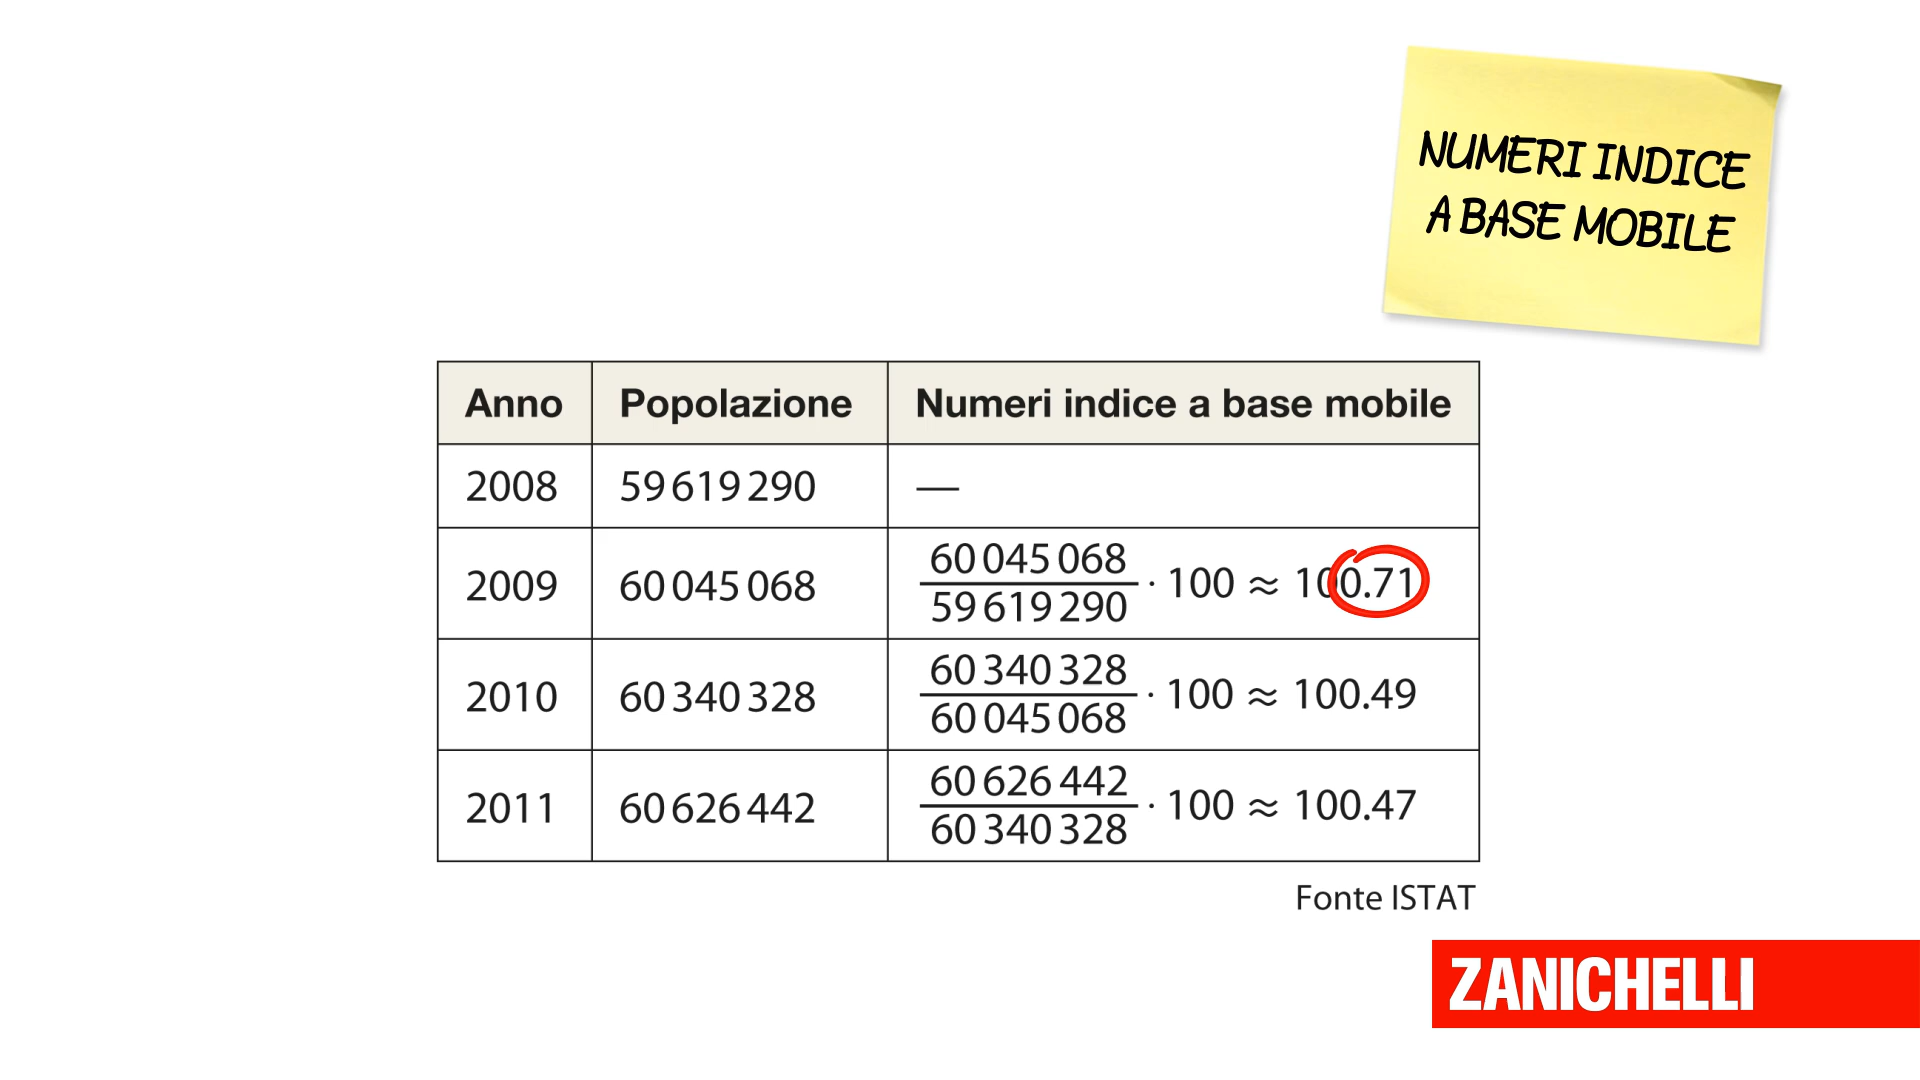 NUMERI INDICE
A BASE MOBILE
Anno Popolazione Numeri indice a base mobile
2008 59 619 290 —
2009 60 045 068 60 045 068 / 59 619 290 · 100 ≈ 100.71
2010 60 340 328 60 340 328 / 60 045 068 · 100 ≈ 100.49
2011 60 626 442 60 626 442 / 60 340 328 · 100 ≈ 100.47
Fonte ISTAT
ZANICHELLI